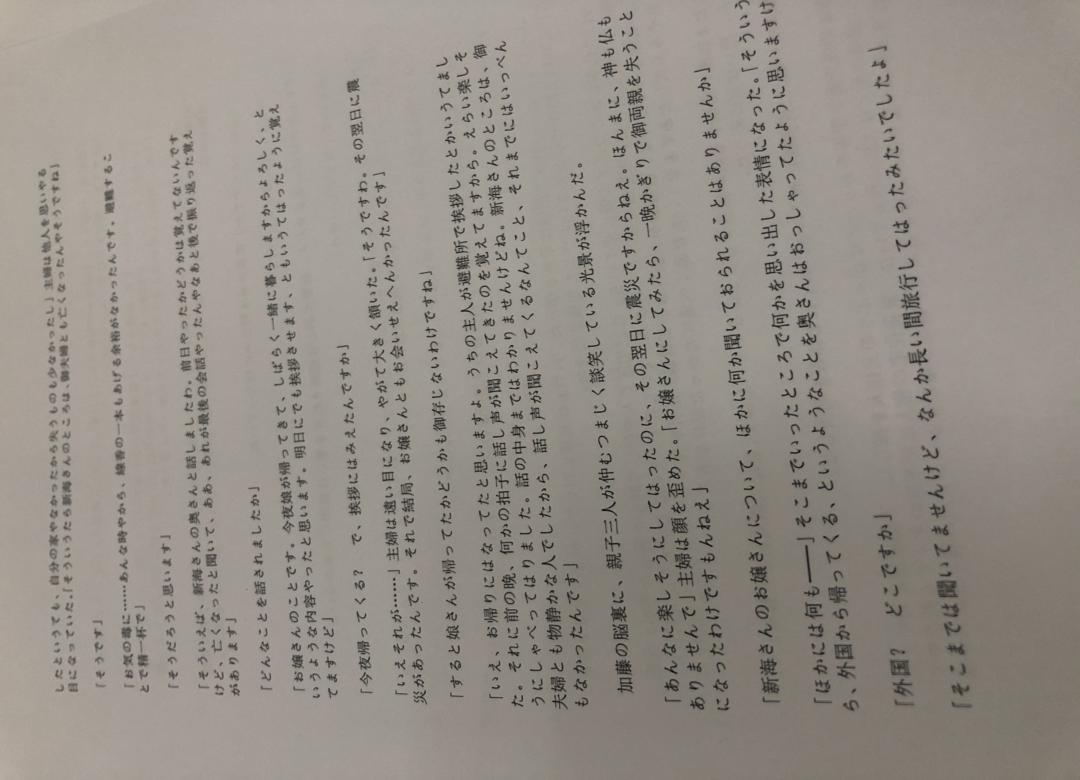 したというても、自分の家やなかったから失うものも少なかったし」主婦は他人を思いやる
目になっていた。「そういうたら新海さんのところは、御夫婦とも亡くなったんやそうですね」
「そうです」
「お気の毒に……あんな時やから、線香の一本もあげる余裕がなかったんです。避難するこ
とで精一杯で」
「そうだろうと思います」
「そういえば、新海さんの奥さんと話しましたわ。前日やったかどうかは覚えてないんです
けど、亡くなったと聞いて、ああ、あれが最後の会話やったんやなあと後で振り返った覚え
があります」
「どんなことを話されましたか」
「お嬢さんのことです。今夜娘が帰ってきて、しばらく一緒に暮らしますからよろしく、と
いうような内容やったと思います。明日にでも挨拶させます、ともいうてはったように覚え
てますけど」
「今夜帰ってくる? で、挨拶にはみえたんですか」
「いえそれが……」主婦は遠い目になり、やがて大きく頷いた。「そうですわ。その翌日に震
災があったんです。それで結局、お嬢さんともお会いせえへんかったんです」
「すると娘さんが帰ってたかどうかも御存じないわけですね」
「いえ、お帰りにはなってたと思いますよ。うちの主人が避難所で挨拶したとかいうてまし
た。それに前の晩、何かの拍子に話し声が聞こえてきたのを覚えてますから。えらい楽しそ
うにしゃべってはりました。話の中身まではわかりませんけどね。新海さんのところは、御
夫婦とも物静かな人でしたから、話し声が聞こえてくるなんてこと、それまでにはいっぺん
もなかったんです」
加藤の脳裏に、親子三人が仲むつまじく談笑している光景が浮かんだ。
「あんなに楽しそうにしてはったのに、その翌日に震災ですからねえ。ほんまに、神も仏も
ありませんで」主婦は顔を歪めた。「お嬢さんにしてみたら、一晩かぎりで御両親を失うこと
になったわけですもんねえ」
「新海さんのお嬢さんについて、ほかに何か聞いておられることはありませんか」
「ほかには何も――」そこまでいったところで何かを思い出した表情になった。「そういう
ら、外国から帰ってくる、というようなことを奥さんはおっしゃってたように思いますけ
「外国? どこですか」
「そこまでは聞いてませんけど、なんか長い間旅行してはったみたいでしたよ」